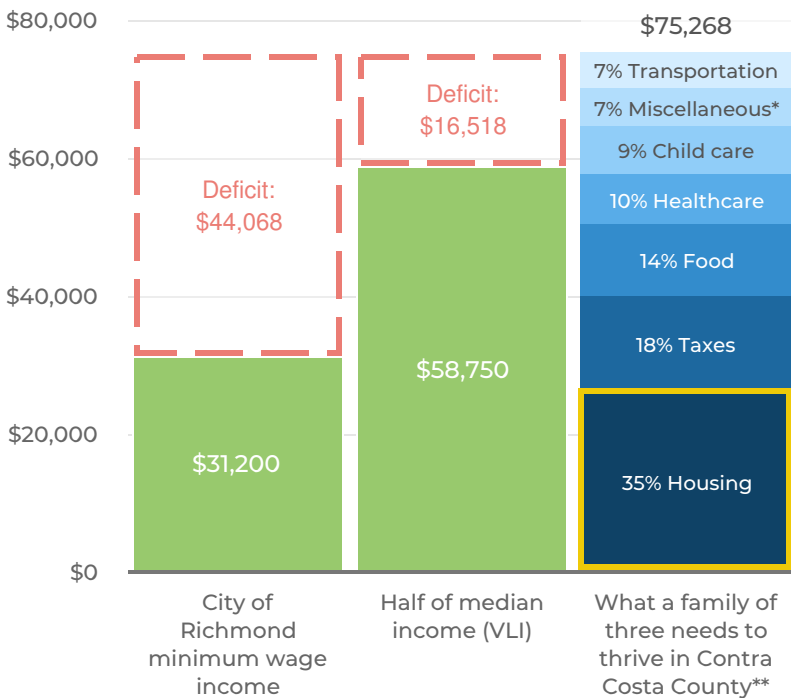 $80,000
$60,000
$40,000
$20,000
$0
Deficit:
$44,068
$31,200
Deficit:
$16,518
$58,750
$75,268
7% Transportation
7% Miscellaneous*
9% Child care
10% Healthcare
14% Food
18% Taxes
35% Housing
City of
Richmond
minimum wage
income
Half of median
income (VLI)
What a family of
three needs to
thrive in Contra
Costa County**